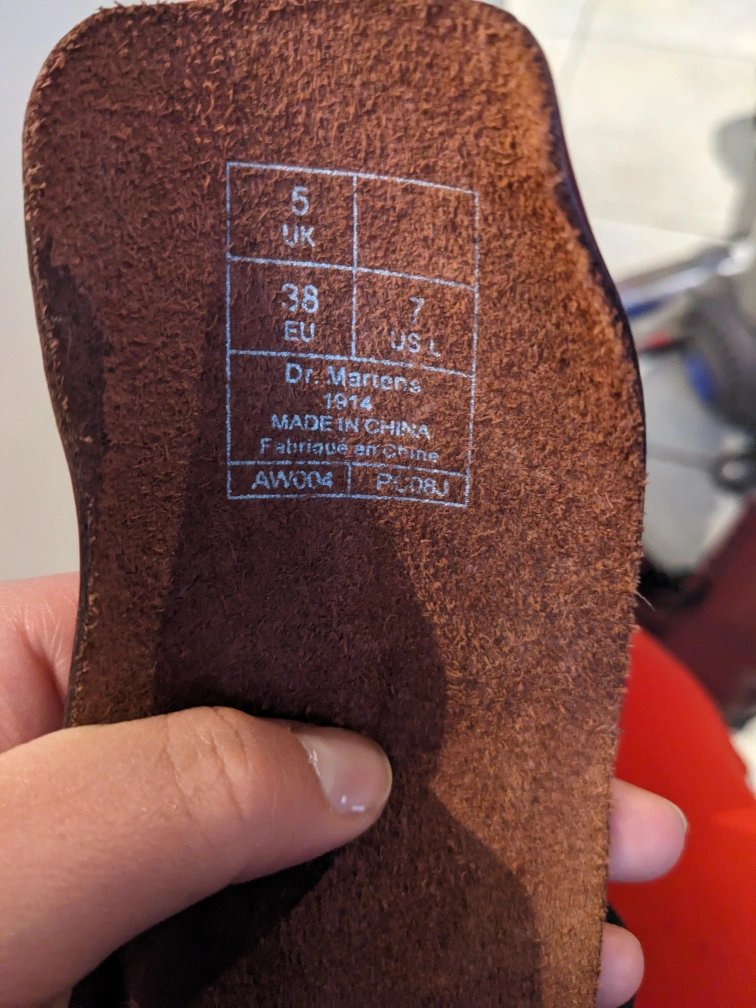 5
UK
38
EU
7
US L
Dr. Martens
1914
MADE IN CHINA
Fabriqué en Chine
AW004